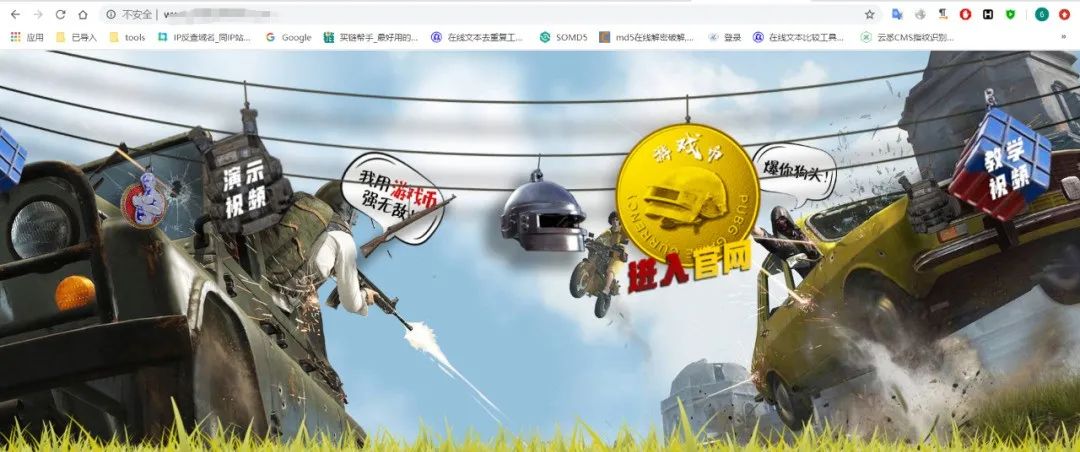 不安全 | w
应用 已导入 tools IP反查域名_同IP站... Google 买链帮手_最好用的... 在线文本去重复工... SOMD5 md5在线解密破解,... 登录 在线文本比较工具... 云悉CMS指纹识别...
6
演示
视频
我用游戏币
强无敌!
游戏币
PUBG GAME CURRENCY
进入官网
爆你狗头!
教学
视频